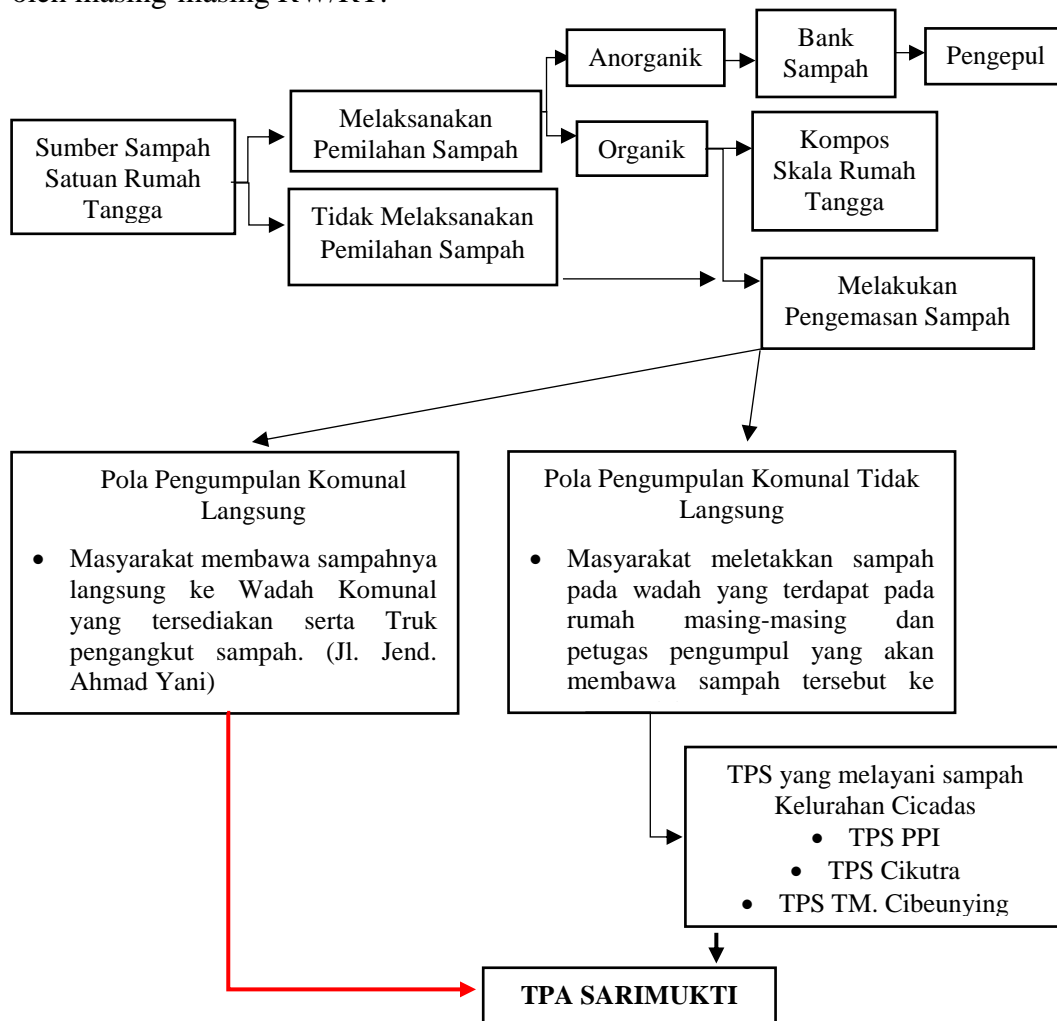 oleh masing-masing RW/RT.
Anorganik
Bank
Sampah
Pengepul
Melaksanakan
Pemilahan Sampah
Organik
Kompos
Skala Rumah
Tangga
Sumber Sampah
Satuan Rumah
Tangga
Tidak Melaksanakan
Pemilahan Sampah
Melakukan
Pengemasan Sampah
Pola Pengumpulan Komunal
Langsung
• Masyarakat membawa sampahnya
langsung ke Wadah Komunal
yang tersediakan serta Truk
pengangkut sampah. (Jl. Jend.
Ahmad Yani)
Pola Pengumpulan Komunal Tidak
Langsung
• Masyarakat meletakkan sampah
pada wadah yang terdapat pada
rumah masing-masing dan
petugas pengumpul yang akan
membawa sampah tersebut ke
TPS yang melayani sampah
Kelurahan Cicadas
• TPS PPI
• TPS Cikutra
• TPS TM. Cibeunying
TPA SARIMUKTI